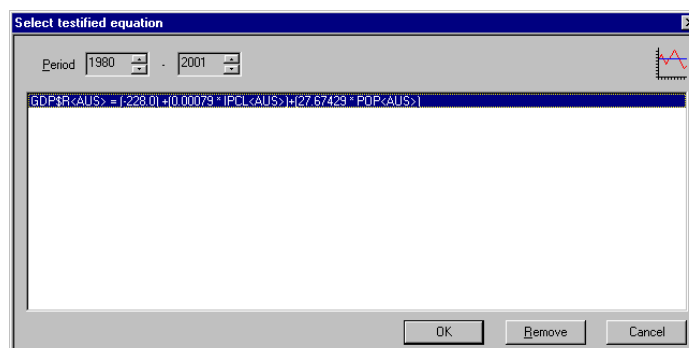 Select testified equation
Period 1980 - 2001
GDP$R<AUS> = (-228.0) +(0.00079 * IPCL<AUS>)+(27.67429 * POP<AUS>)
OK Remove Cancel